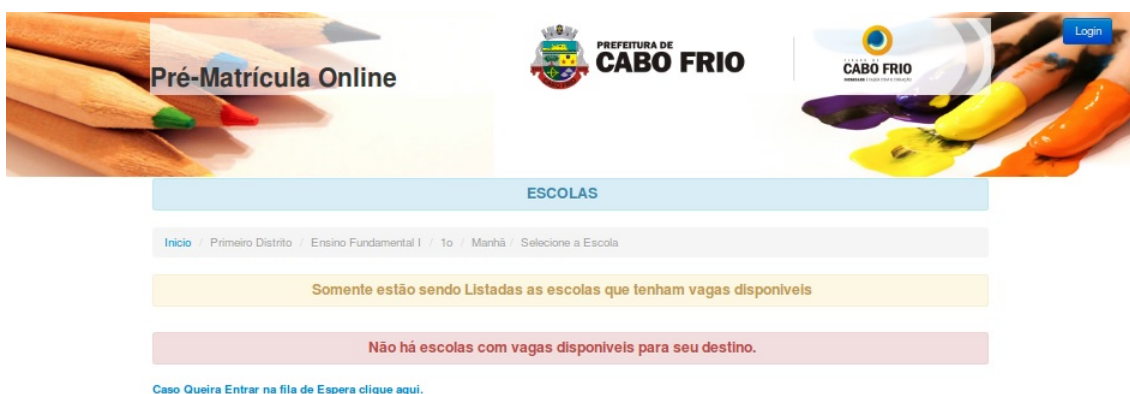 Login
PREFEITURA DE
CABO FRIO
CABO FRIO
Pré-Matrícula Online
ESCOLAS
Inicio / Primeiro Distrito / Ensino Fundamental I / 1o / Manhã / Selecione a Escola
Somente estão sendo Listadas as escolas que tenham vagas disponiveis
Não há escolas com vagas disponiveis para seu destino.
Caso Queira Entrar na fila de Espera clique aqui.